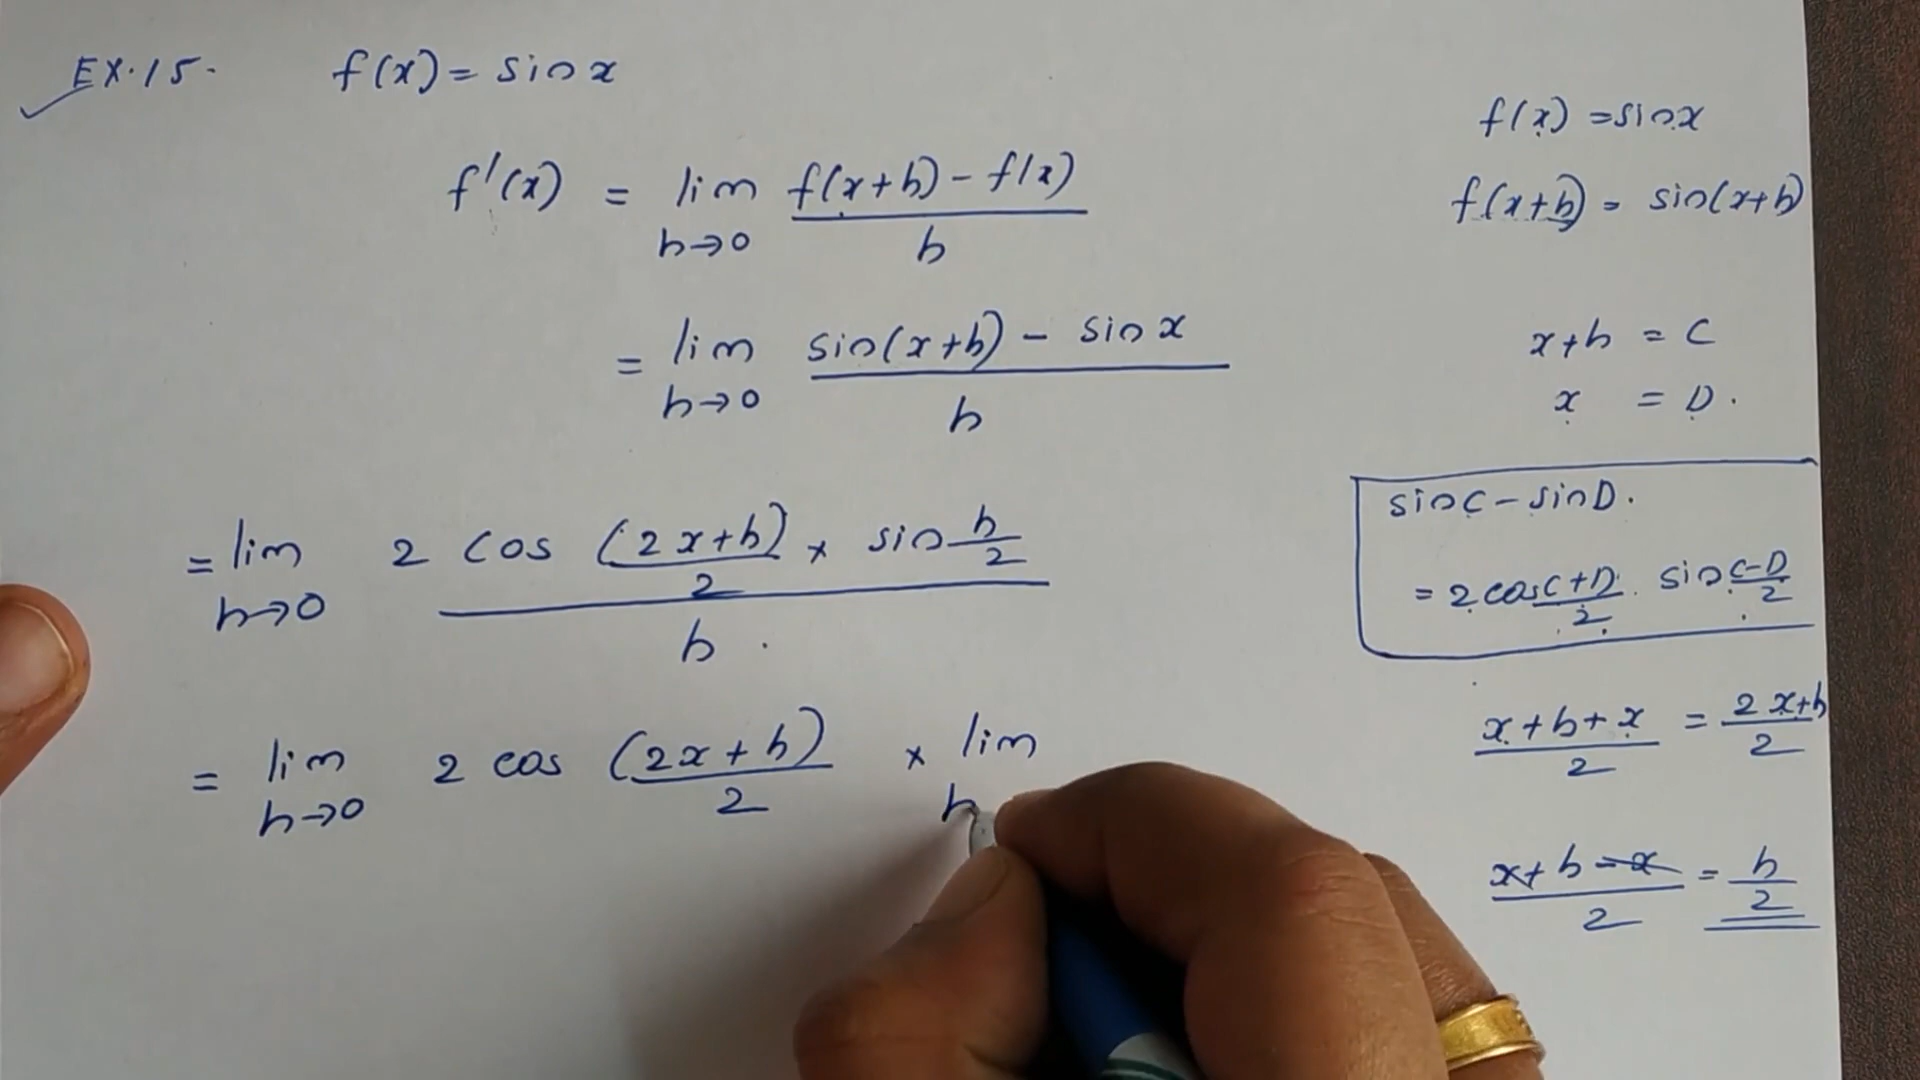 EX.15. f(x) = sin x
f'(x) = lim f(x+h) - f(x)
h→0 h
= lim sin(x+h) - sin x
h→0 h
= lim 2 cos (2x+h) × sin h/2
h→0 2
h
= lim 2 cos (2x+h) × lim
h→0 2 h
f(x) = sin x
f(x+h) = sin(x+h)
x+h = C
x = D.
sin C - sin D.
= 2 cos C+D/2 . sin C-D/2
x+h+x/2 = 2x+h/2
x+h-x/2 = h/2